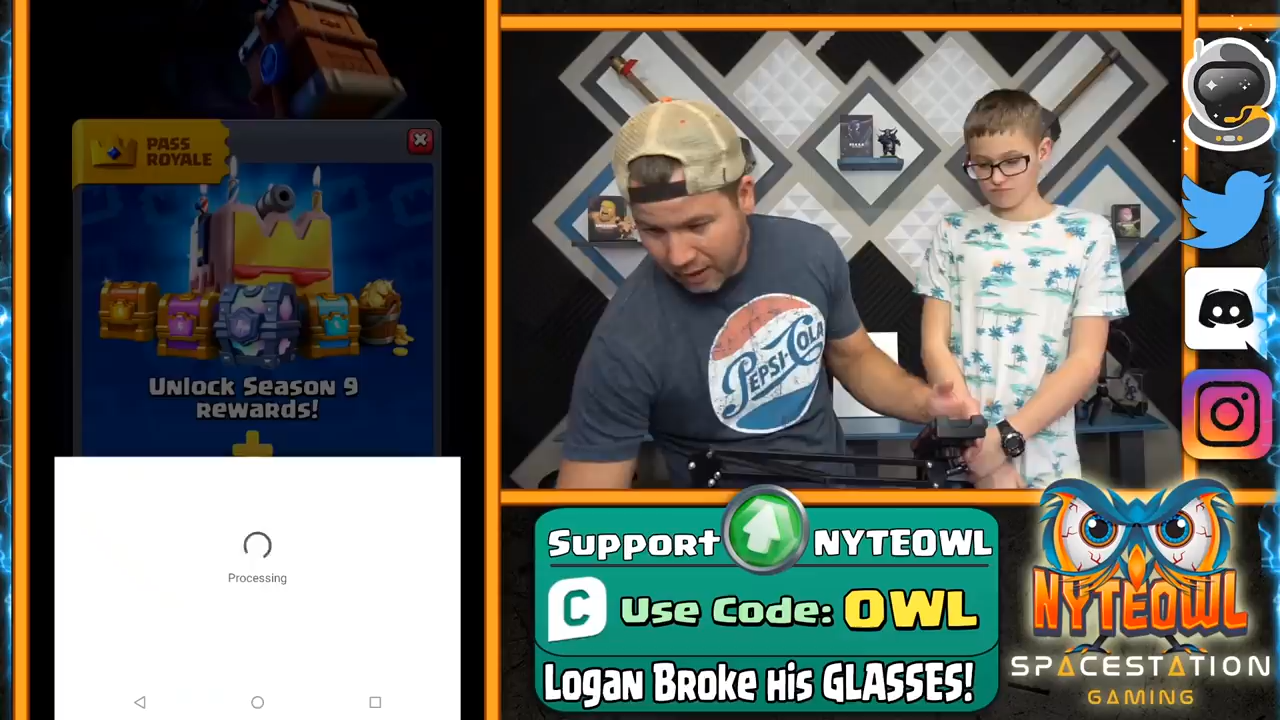 PASS
ROYALE
UNLOCK SEASON 9
REWARDS!
Processing
PEPSI-COLA
Support NYTEOWL
C Use Code: OWL
Logan Broke His GLASSES!
NYTEOWL
SPACESTATION
GAMING